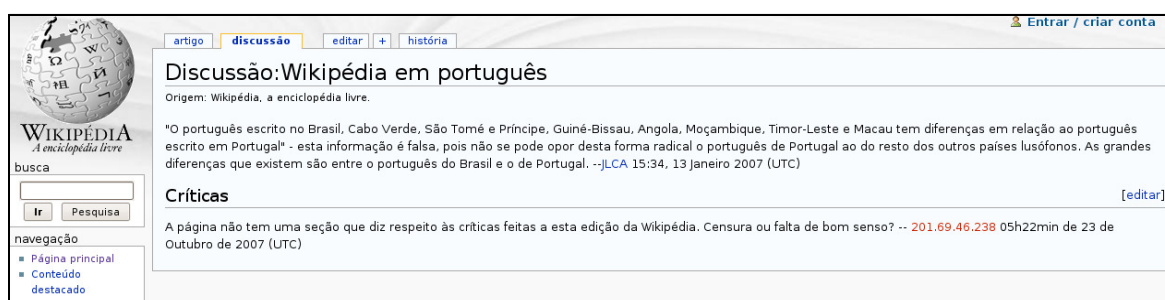 Entrar / criar conta
artigo discussão editar + história
Discussão:Wikipédia em português
Origem: Wikipédia, a enciclopédia livre.
"O português escrito no Brasil, Cabo Verde, São Tomé e Príncipe, Guiné-Bissau, Angola, Moçambique, Timor-Leste e Macau tem diferenças em relação ao português
escrito em Portugal" - esta informação é falsa, pois não se pode opor desta forma radical o português de Portugal ao do resto dos outros países lusófonos. As grandes
diferenças que existem são entre o português do Brasil e o de Portugal. --JLCA 15:34, 13 Janeiro 2007 (UTC)
Críticas [editar]
A página não tem uma seção que diz respeito às críticas feitas a esta edição da Wikipédia. Censura ou falta de bom senso? -- 201.69.46.238 05h22min de 23 de
Outubro de 2007 (UTC)
WIKIPÉDIA
A enciclopédia livre
busca
Ir Pesquisa
navegação
Página principal
Conteúdo
destacado